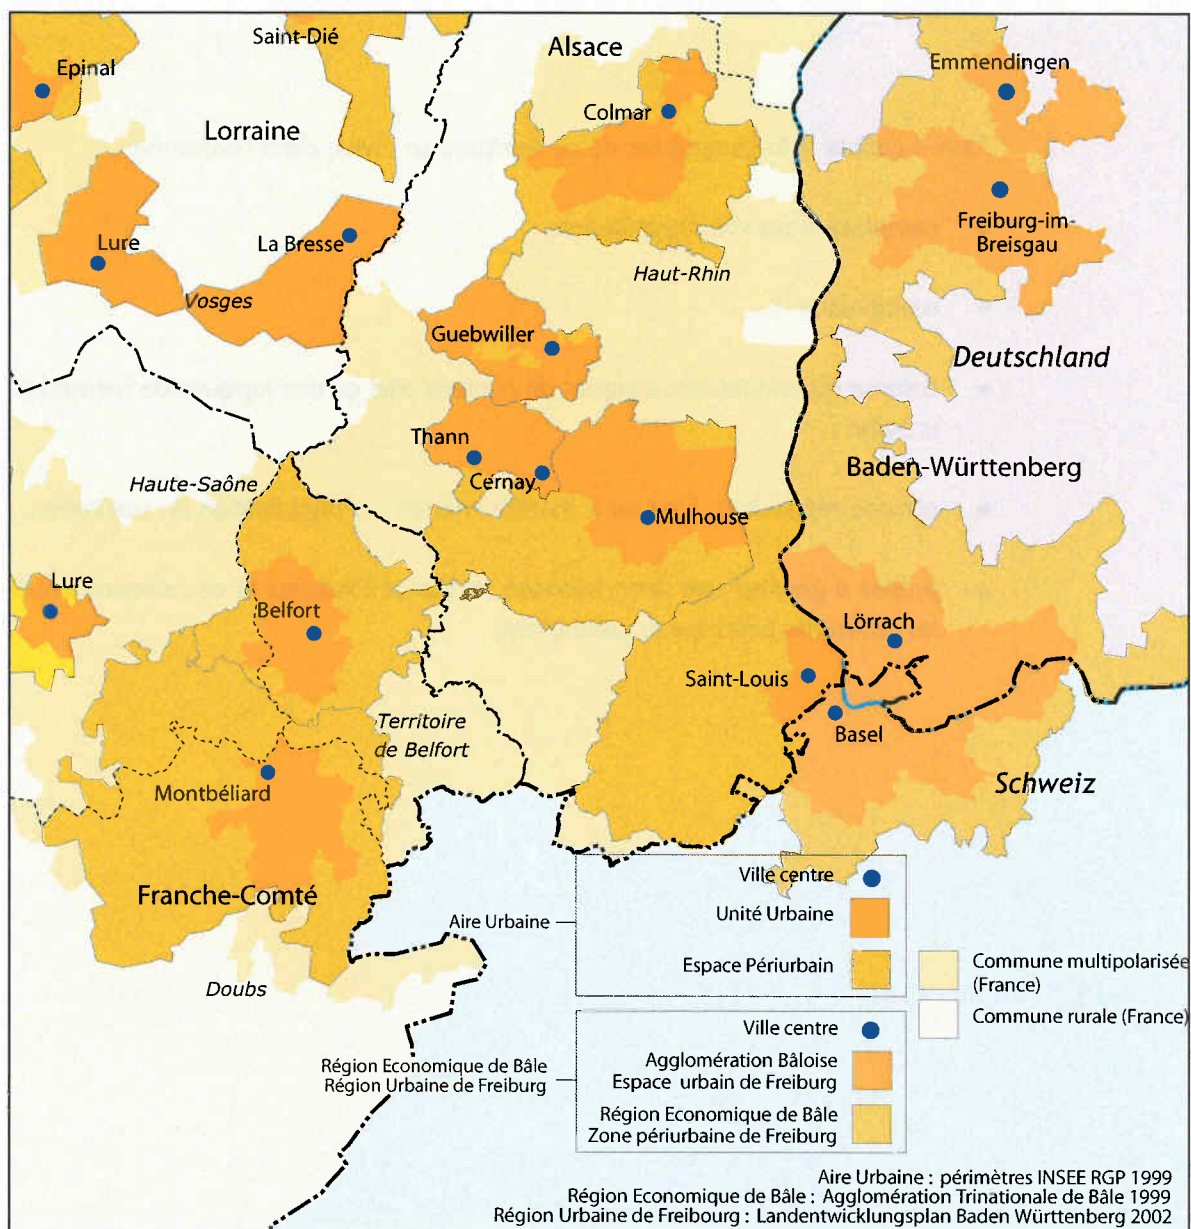 Saint-Dié
Alsace
Epinal
Emmendingen
Colmar
Lorraine
Freiburg-im-
Breisgau
Lure
La Bresse
Haut-Rhin
Vosges
Guebwiller
Deutschland
Thann
Baden-Württenberg
Cernay
Haute-Saône
Mulhouse
Lure
Belfort
Lörrach
Saint-Louis
Territoire
de Belfort
Basel
Montbéliard
Schweiz
Franche-Comté
Doubs
Aire Urbaine
Ville centre
Unité Urbaine
Espace Périurbain
Commune multipolarisée
(France)
Commune rurale (France)
Région Economique de Bâle
Région Urbaine de Freiburg
Ville centre
Agglomération Bâloise
Espace urbain de Freiburg
Région Economique de Bâle
Zone périurbaine de Freiburg
Aire Urbaine : périmètres INSEE RGP 1999
Région Economique de Bâle : Agglomération Trinationale de Bâle 1999
Région Urbaine de Freibourg : Landentwicklungsplan Baden Württenberg 2002